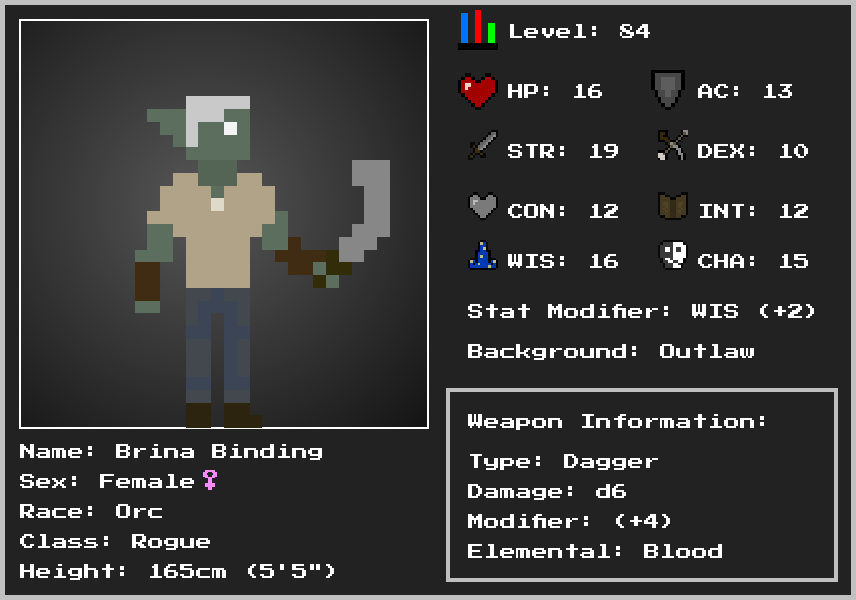 Level: 84
HP: 16 AC: 13
STR: 19 DEX: 10
CON: 12 INT: 12
WIS: 16 CHA: 15
Stat Modifier: WIS (+2)
Background: Outlaw
Weapon Information:
Type: Dagger
Damage: d6
Modifier: (+4)
Elemental: Blood
Name: Brina Binding
Sex: Female♀
Race: Orc
Class: Rogue
Height: 165cm (5'5")